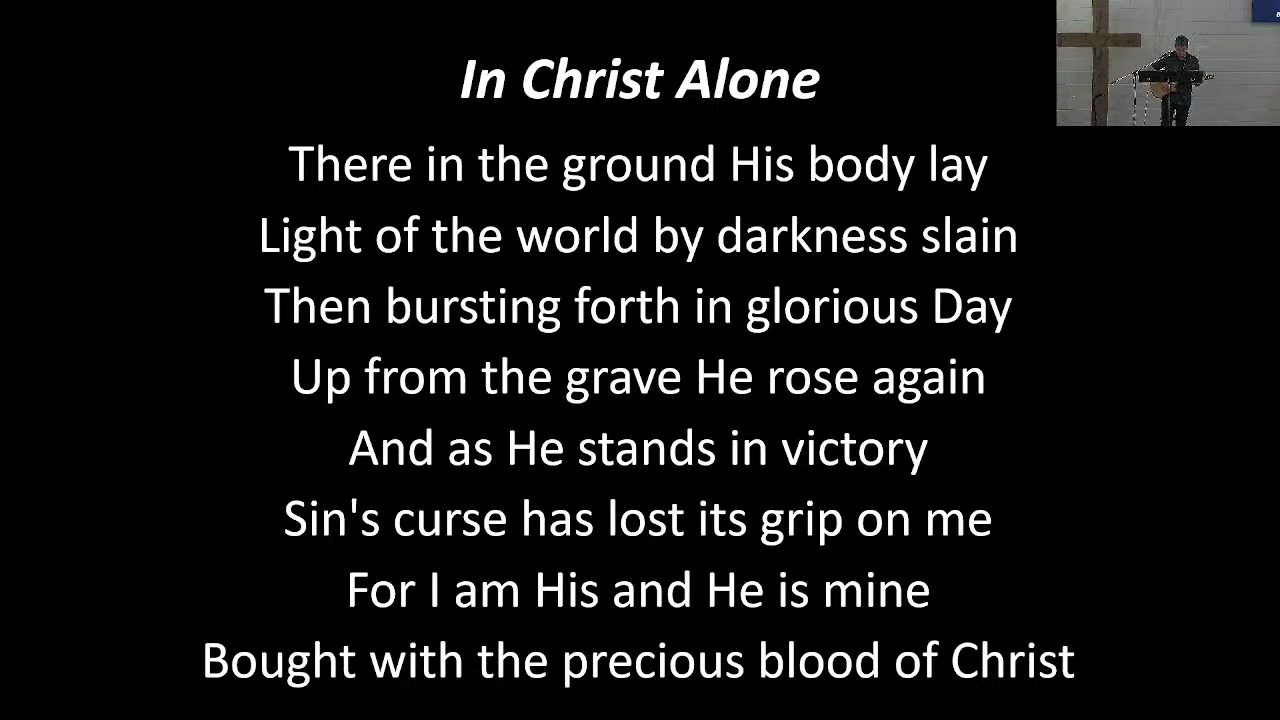 In Christ Alone
There in the ground His body lay
Light of the world by darkness slain
Then bursting forth in glorious Day
Up from the grave He rose again
And as He stands in victory
Sin's curse has lost its grip on me
For I am His and He is mine
Bought with the precious blood of Christ